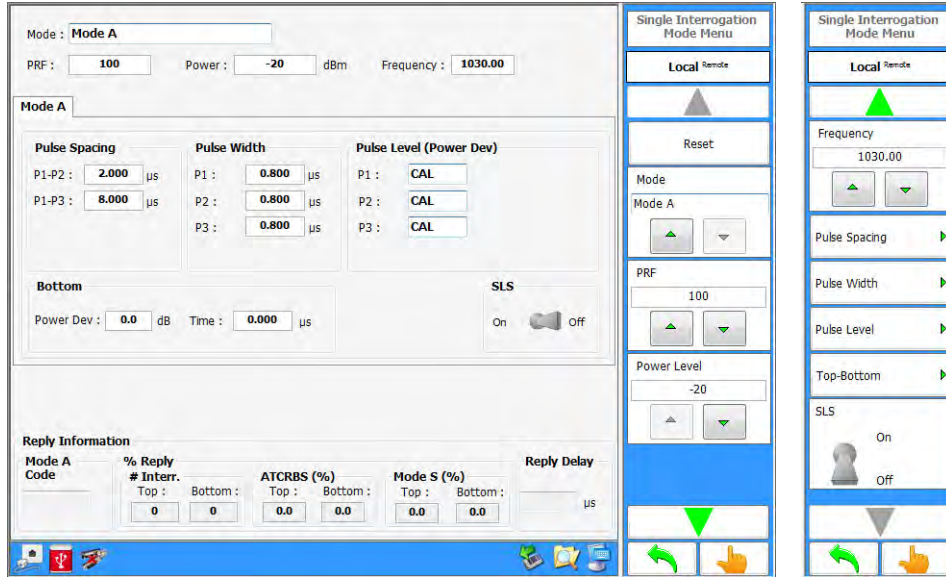 Mode : Mode A
PRF : 100 Power : -20 dBm Frequency : 1030.00
Mode A
Pulse Spacing
P1-P2 : 2.000 µs
P1-P3 : 8.000 µs
Pulse Width
P1 : 0.800 µs
P2 : 0.800 µs
P3 : 0.800 µs
Pulse Level (Power Dev)
P1 : CAL
P2 : CAL
P3 : CAL
Bottom
Power Dev : 0.0 dB Time : 0.000 µs
SLS
On Off
Reply Information
Mode A
Code
% Reply
# Interr.
Top : Bottom :
0 0
ATCRBS (%)
Top : Bottom :
0.0 0.0
Mode S (%)
Top : Bottom :
0.0 0.0
Reply Delay
µs
Single Interrogation
Mode Menu
Local Remote
Reset
Mode
Mode A
PRF
100
Power Level
-20
Single Interrogation
Mode Menu
Local Remote
Frequency
1030.00
Pulse Spacing
Pulse Width
Pulse Level
Top-Bottom
SLS
On
Off